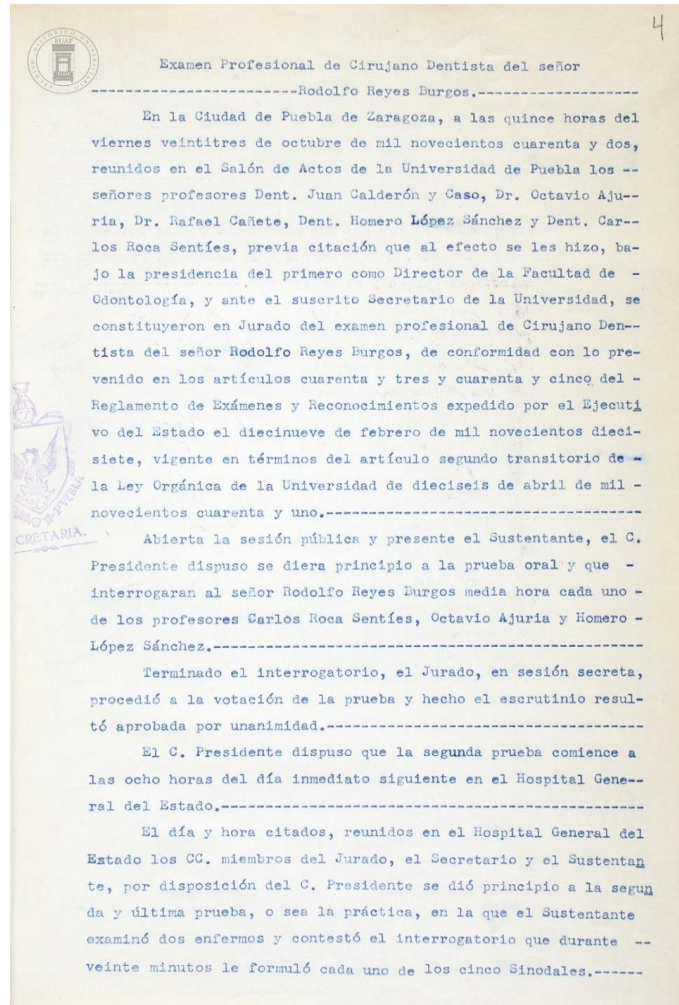 4
Examen Profesional de Cirujano Dentista del señor
------------------------Rodolfo Reyes Burgos.-------------------
En la Ciudad de Puebla de Zaragoza, a las quince horas del
viernes veintitres de octubre de mil novecientos cuarenta y dos,
reunidos en el Salón de Actos de la Universidad de Puebla los --
señores profesores Dent. Juan Calderón y Caso, Dr. Octavio Aju--
ria, Dr. Rafael Cañete, Dent. Homero López Sánchez y Dent. Car--
los Roca Sentíes, previa citación que al efecto se les hizo, ba-
jo la presidencia del primero como Director de la Facultad de -
Odontología, y ante el suscrito Secretario de la Universidad, se
constituyeron en Jurado del examen profesional de Cirujano Den--
tista del señor Rodolfo Reyes Burgos, de conformidad con lo pre-
venido en los artículos cuarenta y tres y cuarenta y cinco del -
Reglamento de Exámenes y Reconocimientos expedido por el Ejecuti
vo del Estado el diecinueve de febrero de mil novecientos dieci-
siete, vigente en términos del artículo segundo transitorio de -
la Ley Orgánica de la Universidad de dieciseis de abril de mil -
novecientos cuarenta y uno.-------------------------------------
CRETARIA.
Abierta la sesión pública y presente el Sustentante, el C.
Presidente dispuso se diera principio a la prueba oral y que -
interrogaran al señor Rodolfo Reyes Burgos media hora cada uno -
de los profesores Carlos Roca Sentíes, Octavio Ajuria y Homero -
López Sánchez.--------------------------------------------------
Terminado el interrogatorio, el Jurado, en sesión secreta,
procedió a la votación de la prueba y hecho el escrutinio resul-
tó aprobada por unanimidad.-------------------------------------
El C. Presidente dispuso que la segunda prueba comience a
las ocho horas del día inmediato siguiente en el Hospital Gene--
ral del Estado.-------------------------------------------------
El día y hora citados, reunidos en el Hospital General del
Estado los CC. miembros del Jurado, el Secretario y el Sustentan
te, por disposición del C. Presidente se dió principio a la segun
da y última prueba, o sea la práctica, en la que el Sustentante
examinó dos enfermos y contestó el interrogatorio que durante --
veinte minutos le formuló cada uno de los cinco Sinodales.------